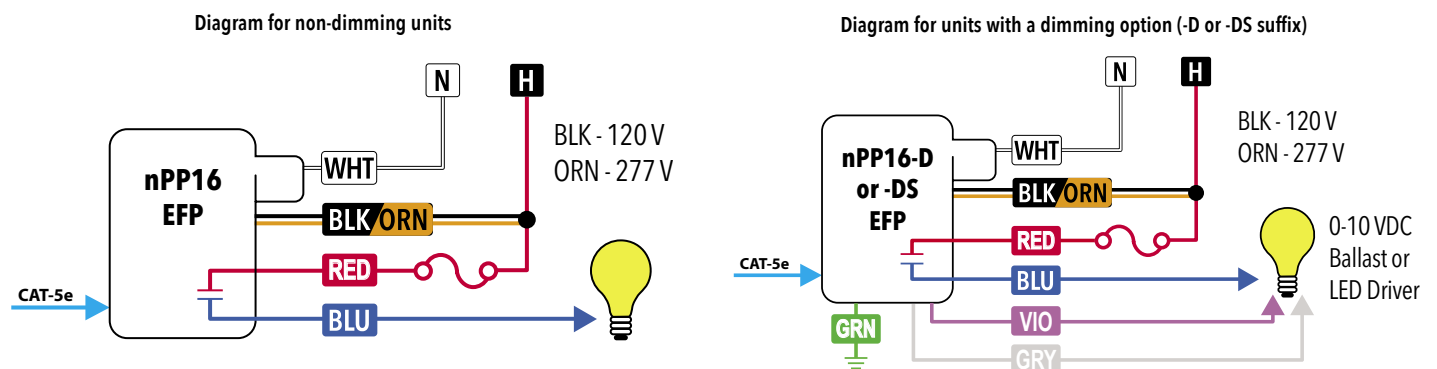 Diagram for non-dimming units
N
H
BLK - 120 V
ORN - 277 V
nPP16
EFP
WHT
BLK/ORN
RED
CAT-5e
BLU
Diagram for units with a dimming option (-D or -DS suffix)
N
H
BLK - 120 V
ORN - 277 V
nPP16-D
or -DS
EFP
WHT
BLK/ORN
RED
0-10 VDC
Ballast or
LED Driver
CAT-5e
BLU
GRN
VIO
GRY